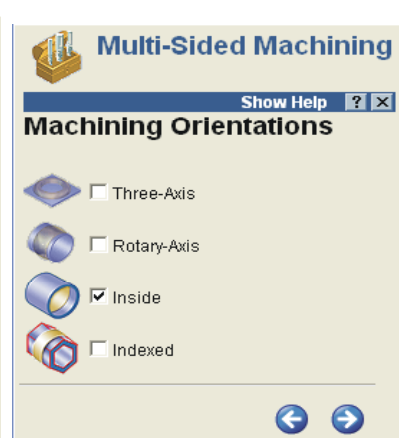 Multi-Sided Machining
Show Help ? X
Machining Orientations
Three-Axis
Rotary-Axis
Inside
Indexed